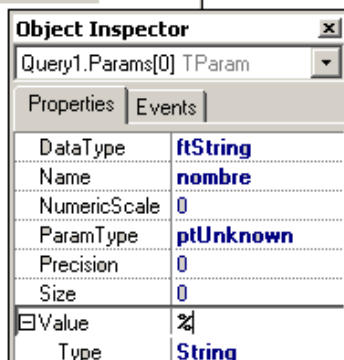 Object Inspector
Query1.Params[0] TParam
Properties Events
DataType ftString
Name nombre
NumericScale 0
ParamType ptUnknown
Precision 0
Size 0
Value %
Type String